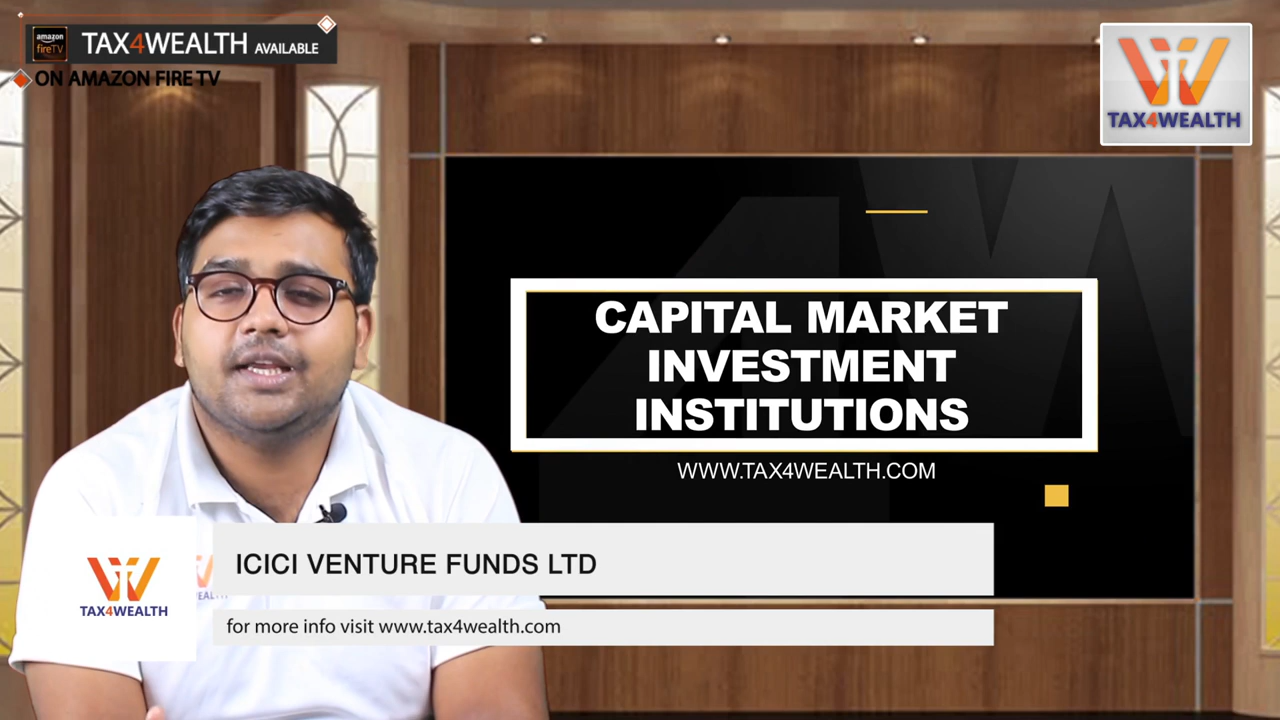 amazon
fireTV
TAX4WEALTH AVAILABLE
ON AMAZON FIRE TV
TAX4WEALTH
CAPITAL MARKET
INVESTMENT
INSTITUTIONS
WWW.TAX4WEALTH.COM
ICICI VENTURE FUNDS LTD
TAX4WEALTH
for more info visit www.tax4wealth.com